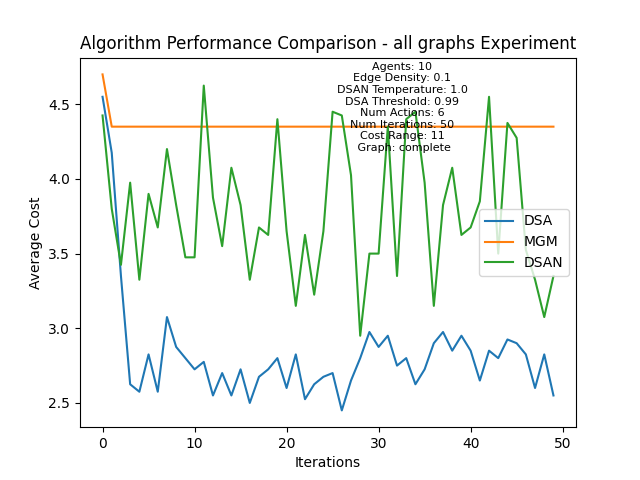 Algorithm Performance Comparison - all graphs Experiment
Agents: 10
Edge Density: 0.1
DSAN Temperature: 1.0
DSA Threshold: 0.99
Num Actions: 6
Num Iterations: 50
Cost Range: 11
Graph: complete
4.5
4.0
3.5
3.0
2.5
Average Cost
DSA
MGM
DSAN
0
10
20
30
40
50
Iterations